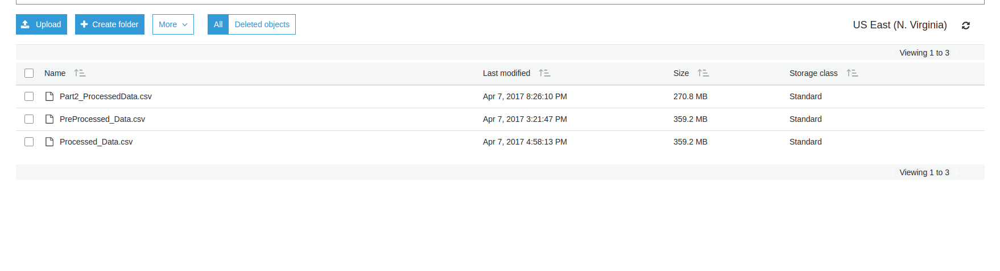 Upload Create folder More All Deleted objects US East (N. Virginia)
Viewing 1 to 3
Name Last modified Size Storage class
Part2_ProcessedData.csv Apr 7, 2017 8:26:10 PM 270.8 MB Standard
PreProcessed_Data.csv Apr 7, 2017 3:21:47 PM 359.2 MB Standard
Processed_Data.csv Apr 7, 2017 4:58:13 PM 359.2 MB Standard
Viewing 1 to 3